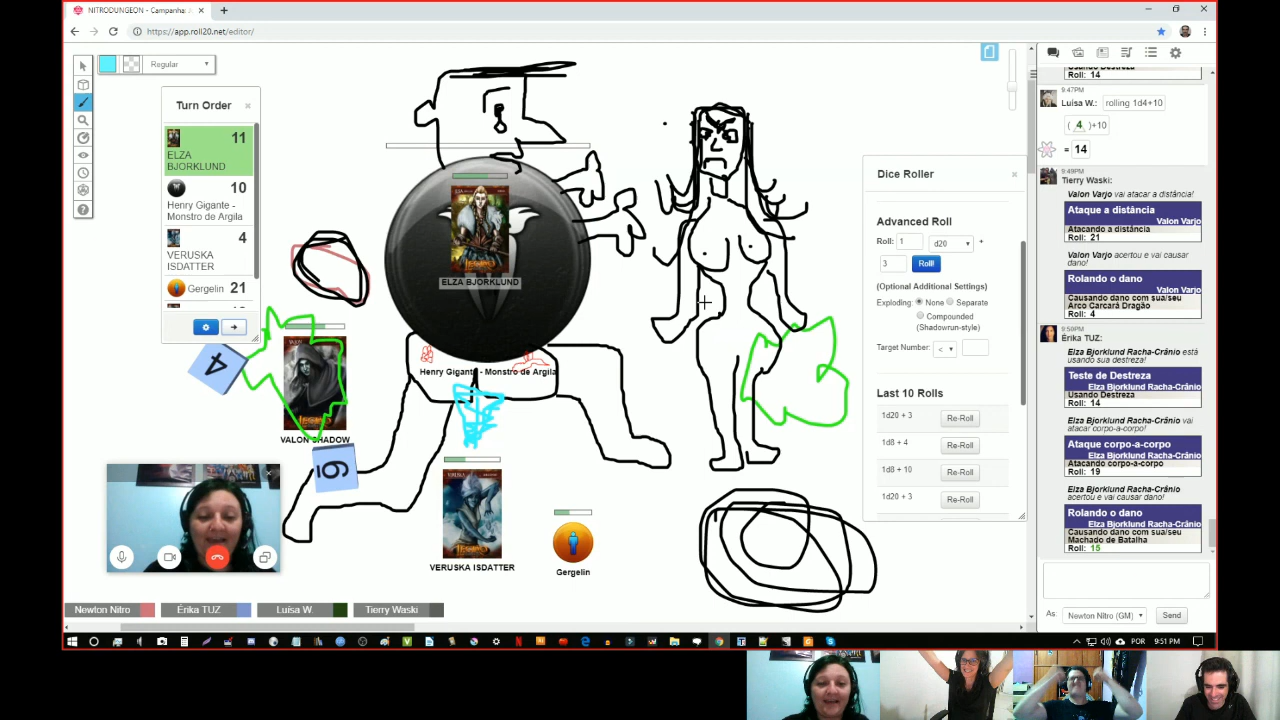 NITRODUNGEON - Campanha: J
https://app.roll20.net/editor/
Regular
Turn Order
11
ELZA
BJORKLUND
10
Henry Gigante -
Monstro de Argila
4
VERUSKA
ISDATTER
Gergelin
21
ELZA BJORKLUND
Henry Gigante - Monstro de Argila
4
VALON SHADOW
6
VERUSKA ISDATTER
Gergelin
Dice Roller
Advanced Roll
Roll:
1
d20
+
3
Roll!
(Optional Additional Settings)
Exploding:
None
Separate
Compounded
(Shadowrun-style)
Target Number:
<
Last 10 Rolls
1d20 + 3
Re-Roll
1d8 + 4
Re-Roll
1d8 + 10
Re-Roll
1d20 + 3
Re-Roll
Usando Destreza
Roll: 14
9:47PM
Luisa W.:
rolling 1d4+10
( 4 )+10
= 14
9:49PM
Tierry Waski:
Valon Varjo vai atacar a distância!
Ataque a distância
Valon Varjo
Atacando a distância
Roll: 21
Valon Varjo acertou e vai causar
dano!
Rolando o dano
Valon Varjo
Causando dano com sua/seu
Arco Carcará Dragão
Roll: 4
9:50PM
Érika TUZ:
Elza Bjorklund Racha-Crânio está
usando sua destreza!
Teste de Destreza
Elza Bjorklund Racha-Crânio
Usando Destreza
Roll: 14
Elza Bjorklund Racha-Crânio vai
atacar corpo-a-corpo!
Ataque corpo-a-corpo
Elza Bjorklund Racha-Crânio
Atacando corpo-a-corpo
Roll: 19
Elza Bjorklund Racha-Crânio
acertou e vai causar dano!
Rolando o dano
Elza Bjorklund Racha-Crânio
Causando dano com sua/seu
Machado de Batalha
Roll: 15
As:
Newton Nitro (GM)
Send
Newton Nitro
Érika TUZ
Luísa W.
Tierry Waski
POR
9:51 PM